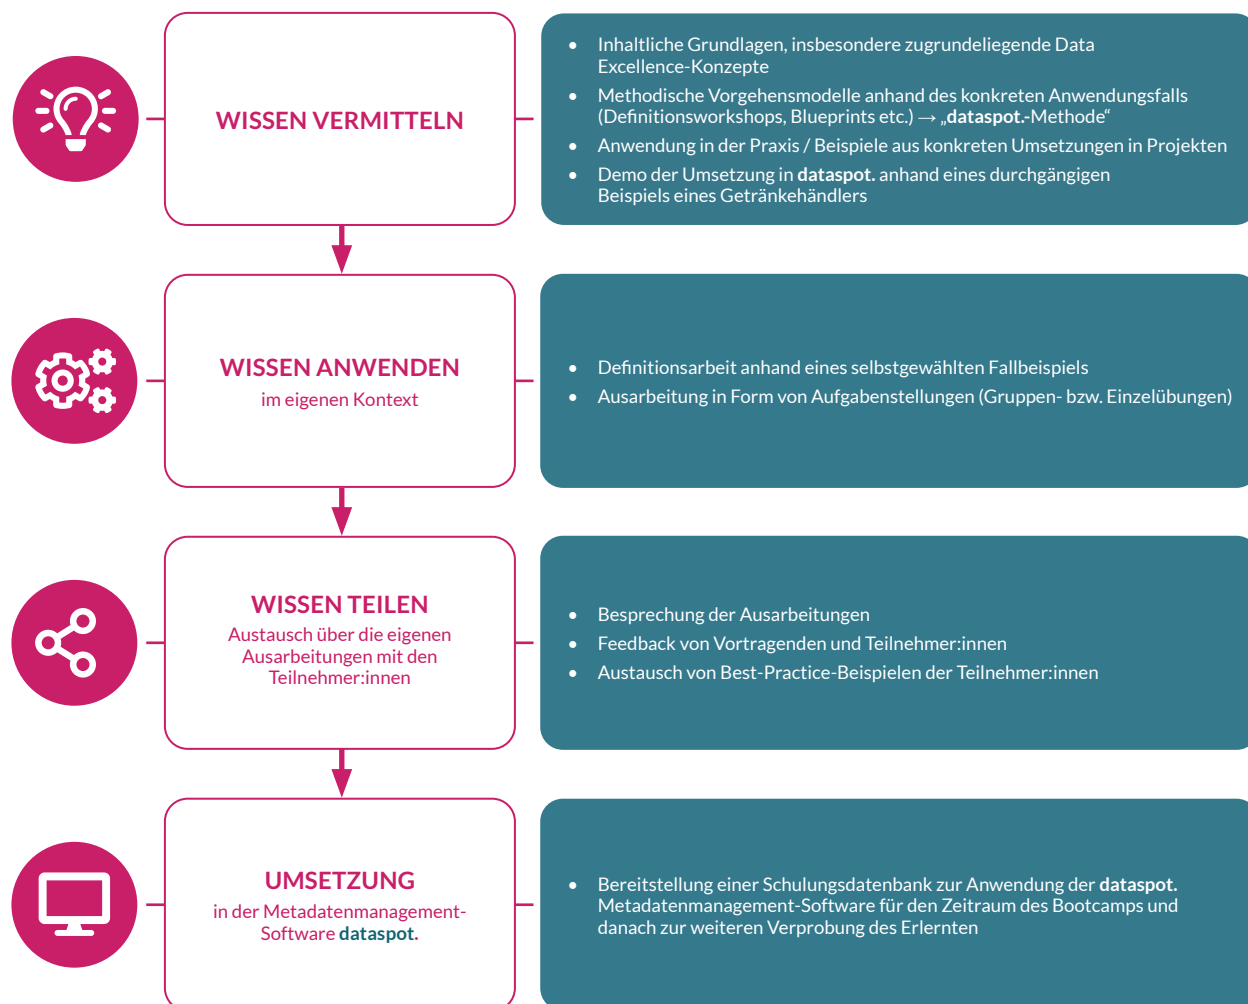 WISSEN VERMITTELN
• Inhaltliche Grundlagen, insbesondere zugrundeliegende Data
Excellence-Konzepte
• Methodische Vorgehensmodelle anhand des konkreten Anwendungsfalls
(Definitionsworkshops, Blueprints etc.) → „dataspot.-Methode“
• Anwendung in der Praxis / Beispiele aus konkreten Umsetzungen in Projekten
• Demo der Umsetzung in dataspot. anhand eines durchgängigen
Beispiels eines Getränkehändlers
WISSEN ANWENDEN
im eigenen Kontext
• Definitionsarbeit anhand eines selbstgewählten Fallbeispiels
• Ausarbeitung in Form von Aufgabenstellungen (Gruppen- bzw. Einzelübungen)
WISSEN TEILEN
Austausch über die eigenen
Ausarbeitungen mit den
Teilnehmer:innen
• Besprechung der Ausarbeitungen
• Feedback von Vortragenden und Teilnehmer:innen
• Austausch von Best-Practice-Beispielen der Teilnehmer:innen
UMSETZUNG
in der Metadatenmanagement-
Software dataspot.
• Bereitstellung einer Schulungsdatenbank zur Anwendung der dataspot.
Metadatenmanagement-Software für den Zeitraum des Bootcamps und
danach zur weiteren Verprobung des Erlernten